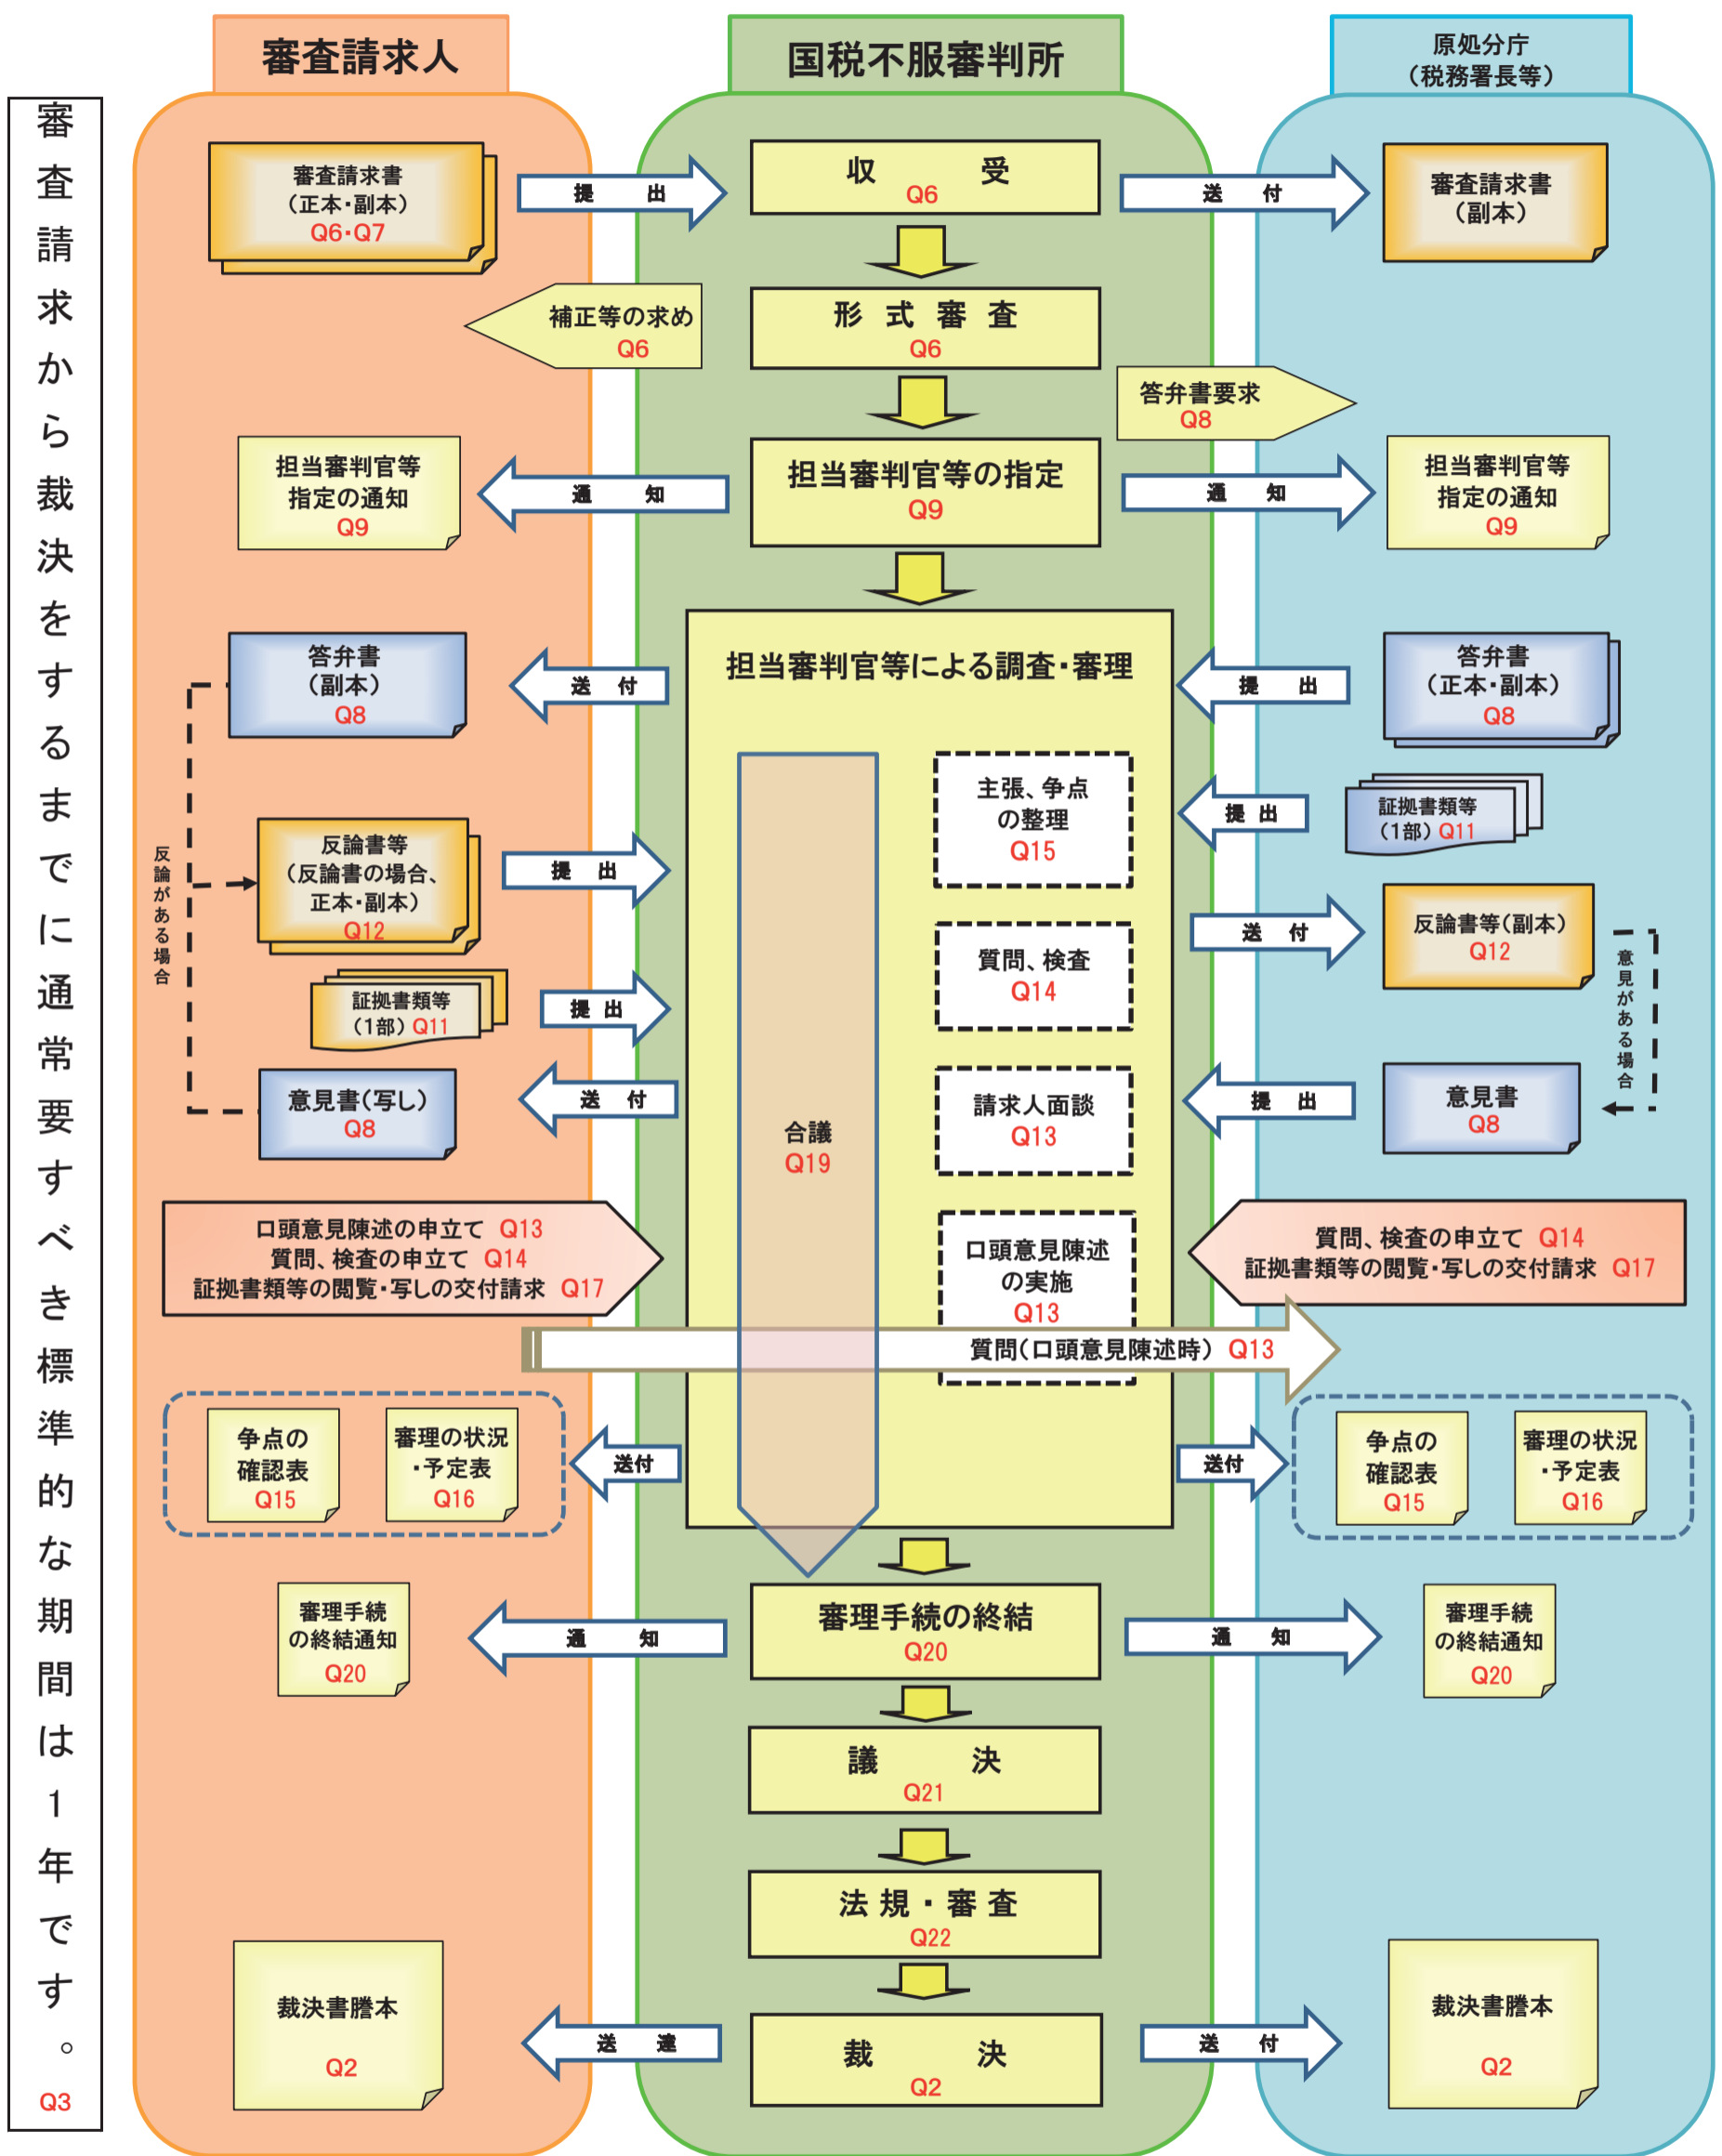 審査請求から裁決をするまでに通常要すべき標準的な期間は1年です。Q3
審査請求人
国税不服審判所
原処分庁
（税務署長等）
審査請求書
（正本・副本）
Q6・Q7
提出
収受
Q6
送付
審査請求書
（副本）
補正等の求め
Q6
形式審査
Q6
答弁書要求
Q8
担当審判官等
指定の通知
Q9
通知
担当審判官等の指定
Q9
通知
担当審判官等
指定の通知
Q9
担当審判官等による調査・審理
答弁書
（副本）
Q8
送付
提出
答弁書
（正本・副本）
Q8
主張、争点
の整理
Q15
提出
証拠書類等
（1部）Q11
反論がある場合
反論書等
（反論書の場合、
正本・副本）
Q12
提出
送付
反論書等（副本）
Q12
意見がある場合
質問、検査
Q14
証拠書類等
（1部）Q11
提出
意見書（写し）
Q8
送付
合議
Q19
請求人面談
Q13
提出
意見書
Q8
口頭意見陳述の申立て Q13
質問、検査の申立て Q14
証拠書類等の閲覧・写しの交付請求 Q17
口頭意見陳述
の実施
Q13
質問、検査の申立て Q14
証拠書類等の閲覧・写しの交付請求 Q17
質問（口頭意見陳述時） Q13
争点の
確認表
Q15
審理の状況
・予定表
Q16
送付
送付
争点の
確認表
Q15
審理の状況
・予定表
Q16
審理手続
の終結通知
Q20
通知
審理手続の終結
Q20
通知
審理手続
の終結通知
Q20
議決
Q21
法規・審査
Q22
裁決書謄本
Q2
送達
裁決
Q2
送付
裁決書謄本
Q2